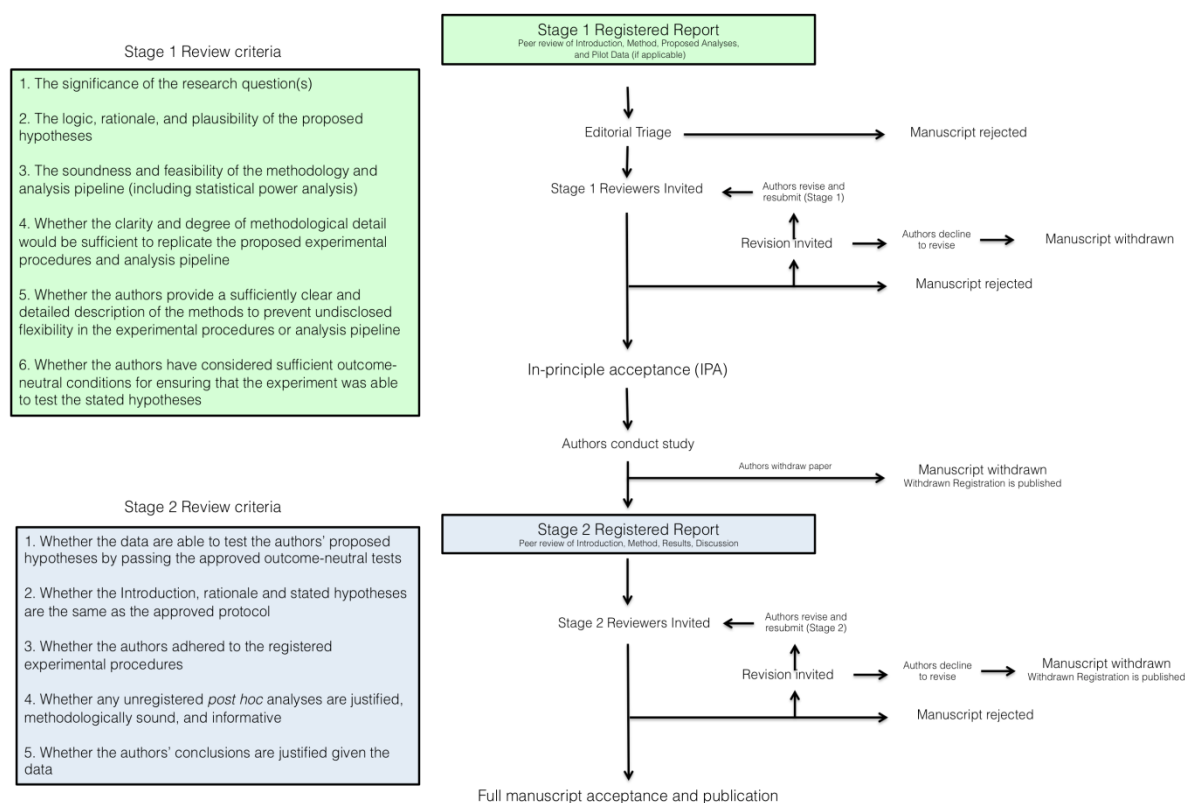 Stage 1 Review criteria
1. The significance of the research question(s)
2. The logic, rationale, and plausibility of the proposed
hypotheses
3. The soundness and feasibility of the methodology and
analysis pipeline (including statistical power analysis)
4. Whether the clarity and degree of methodological detail
would be sufficient to replicate the proposed experimental
procedures and analysis pipeline
5. Whether the authors provide a sufficiently clear and
detailed description of the methods to prevent undisclosed
flexibility in the experimental procedures or analysis pipeline
6. Whether the authors have considered sufficient outcome-
neutral conditions for ensuring that the experiment was able
to test the stated hypotheses
Stage 2 Review criteria
1. Whether the data are able to test the authors' proposed
hypotheses by passing the approved outcome-neutral tests
2. Whether the Introduction, rationale and stated hypotheses
are the same as the approved protocol
3. Whether the authors adhered to the registered
experimental procedures
4. Whether any unregistered post hoc analyses are justified,
methodologically sound, and informative
5. Whether the authors' conclusions are justified given the
data
Stage 1 Registered Report
Peer review of Introduction, Method, Proposed Analyses,
and Pilot Data (if applicable)
Editorial Triage
Manuscript rejected
Stage 1 Reviewers Invited
Authors revise and
resubmit (Stage 1)
Revision invited
Authors decline
to revise
Manuscript withdrawn
Manuscript rejected
In-principle acceptance (IPA)
Authors conduct study
Authors withdraw paper
Manuscript withdrawn
Withdrawn Registration is published
Stage 2 Registered Report
Peer review of Introduction, Method, Results, Discussion
Stage 2 Reviewers Invited
Authors revise and
resubmit (Stage 2)
Revision invited
Authors decline
to revise
Manuscript withdrawn
Withdrawn Registration is published
Manuscript rejected
Full manuscript acceptance and publication